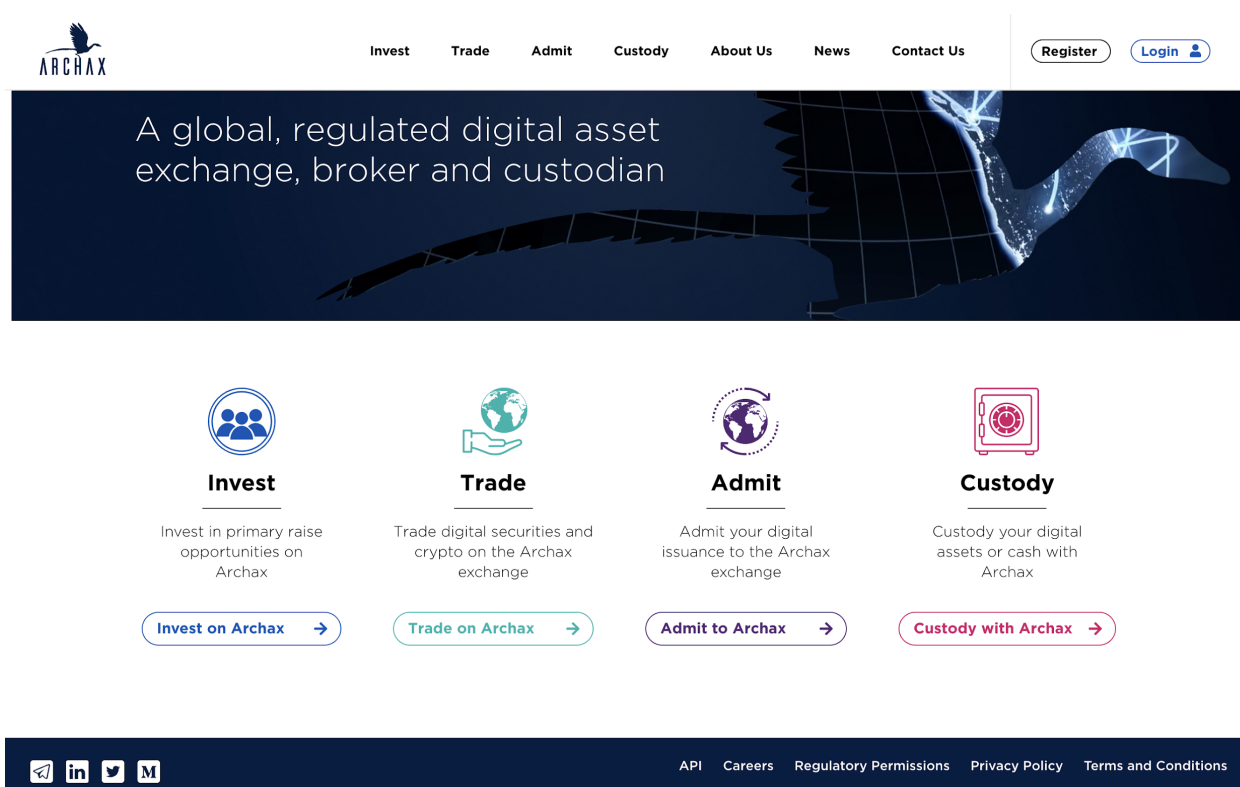 ARCHAX
Invest Trade Admit Custody About Us News Contact Us Register Login
A global, regulated digital asset
exchange, broker and custodian
Invest
Invest in primary raise
opportunities on
Archax
Invest on Archax
Trade
Trade digital securities and
crypto on the Archax
exchange
Trade on Archax
Admit
Admit your digital
issuance to the Archax
exchange
Admit to Archax
Custody
Custody your digital
assets or cash with
Archax
Custody with Archax
in M
API Careers Regulatory Permissions Privacy Policy Terms and Conditions